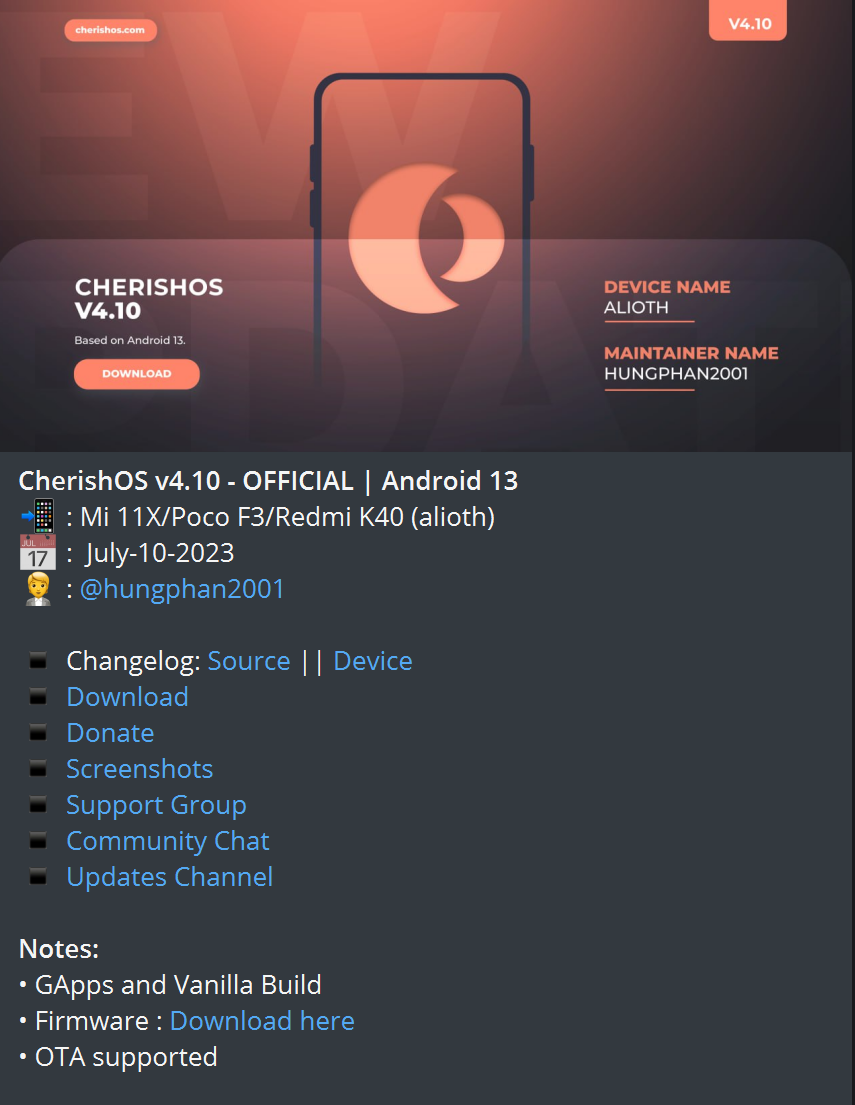 cherishos.com
V4.10
CHERISHOS
V4.10
Based on Android 13.
DOWNLOAD
DEVICE NAME
ALIOTH
MAINTAINER NAME
HUNGPHAN2001
CherishOS v4.10 - OFFICIAL | Android 13
📲 : Mi 11X/Poco F3/Redmi K40 (alioth)
📅 : July-10-2023
🤵 : @hungphan2001
▪️ Changelog: Source || Device
▪️ Download
▪️ Donate
▪️ Screenshots
▪️ Support Group
▪️ Community Chat
▪️ Updates Channel
Notes:
• GApps and Vanilla Build
• Firmware : Download here
• OTA supported